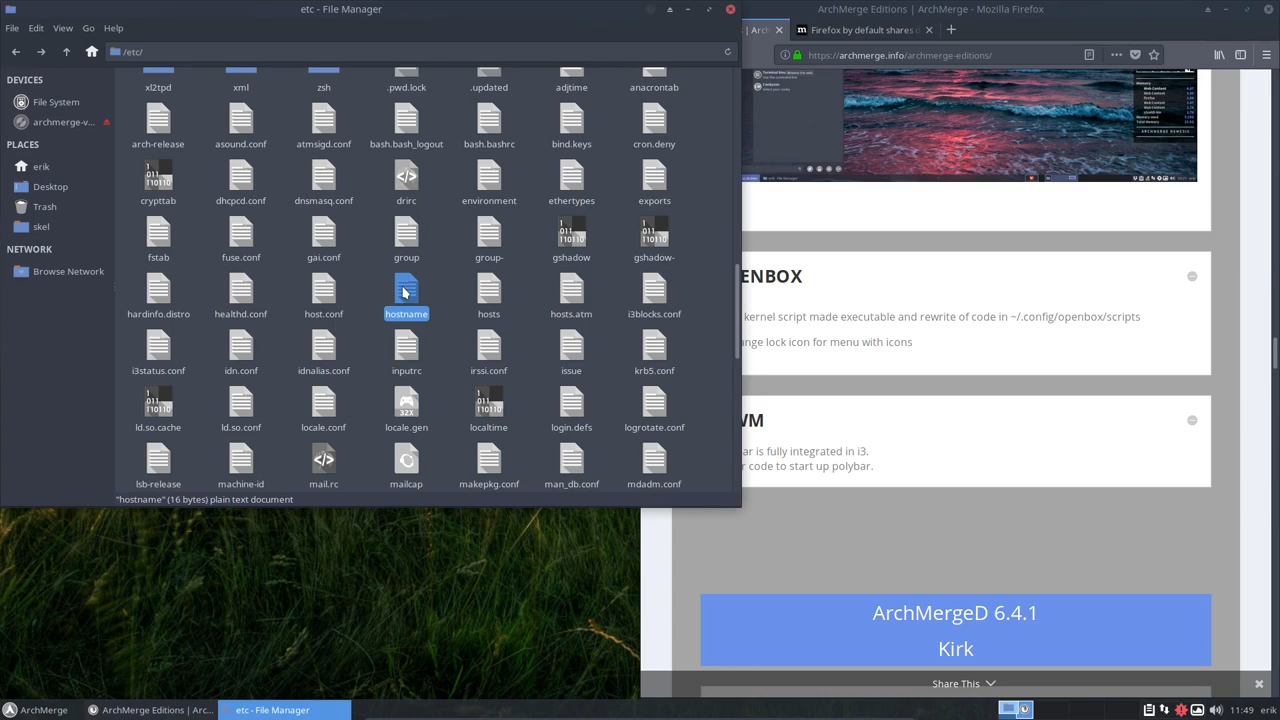 etc - File Manager
File Edit View Go Help
/etc/
DEVICES
File System
archmerge-v...
PLACES
erik
Desktop
Trash
skel
NETWORK
Browse Network
xl2tpd xml zsh .pwd.lock .updated adjtime anacrontab
arch-release asound.conf atmsigd.conf bash.bash_logout bash.bashrc bind.keys cron.deny
crypttab dhcpcd.conf dnsmasq.conf drirc environment ethertypes exports
fstab fuse.conf gai.conf group group- gshadow gshadow-
hardinfo.distro healthd.conf host.conf hostname hosts hosts.atm i3blocks.conf
i3status.conf idn.conf idnalias.conf inputrc irssi.conf issue krb5.conf
ld.so.cache ld.so.conf locale.conf locale.gen localtime login.defs logrotate.conf
lsb-release machine-id mail.rc mailcap makepkg.conf man_db.conf mdadm.conf
"hostname" (16 bytes) plain text document
ArchMerge Editions | ArchMerge - Mozilla Firefox
| Arch
Firefox by default shares d
https://archmerge.info/archmerge-editions/
ARCHMERGE NEMESIS
ENBOX
kernel script made executable and rewrite of code in ~/.config/openbox/scripts
ange lock icon for menu with icons
WM
ar is fully integrated in i3.
r code to start up polybar.
ArchMergeD 6.4.1
Kirk
Share This
ArchMerge
ArchMerge Editions | Arc...
etc - File Manager
11:49 erik